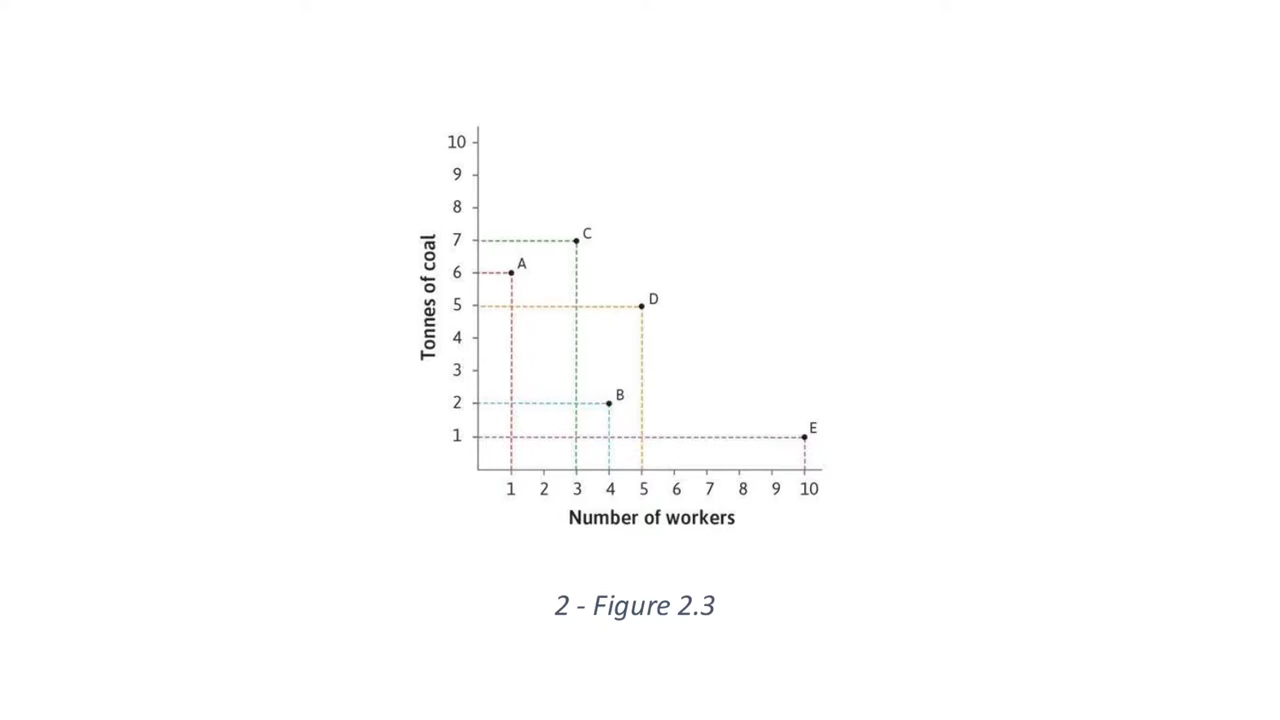 10
9
8
7
6
5
4
3
2
1
Tonnes of coal
C
A
D
B
E
1 2 3 4 5 6 7 8 9 10
Number of workers
2 - Figure 2.3